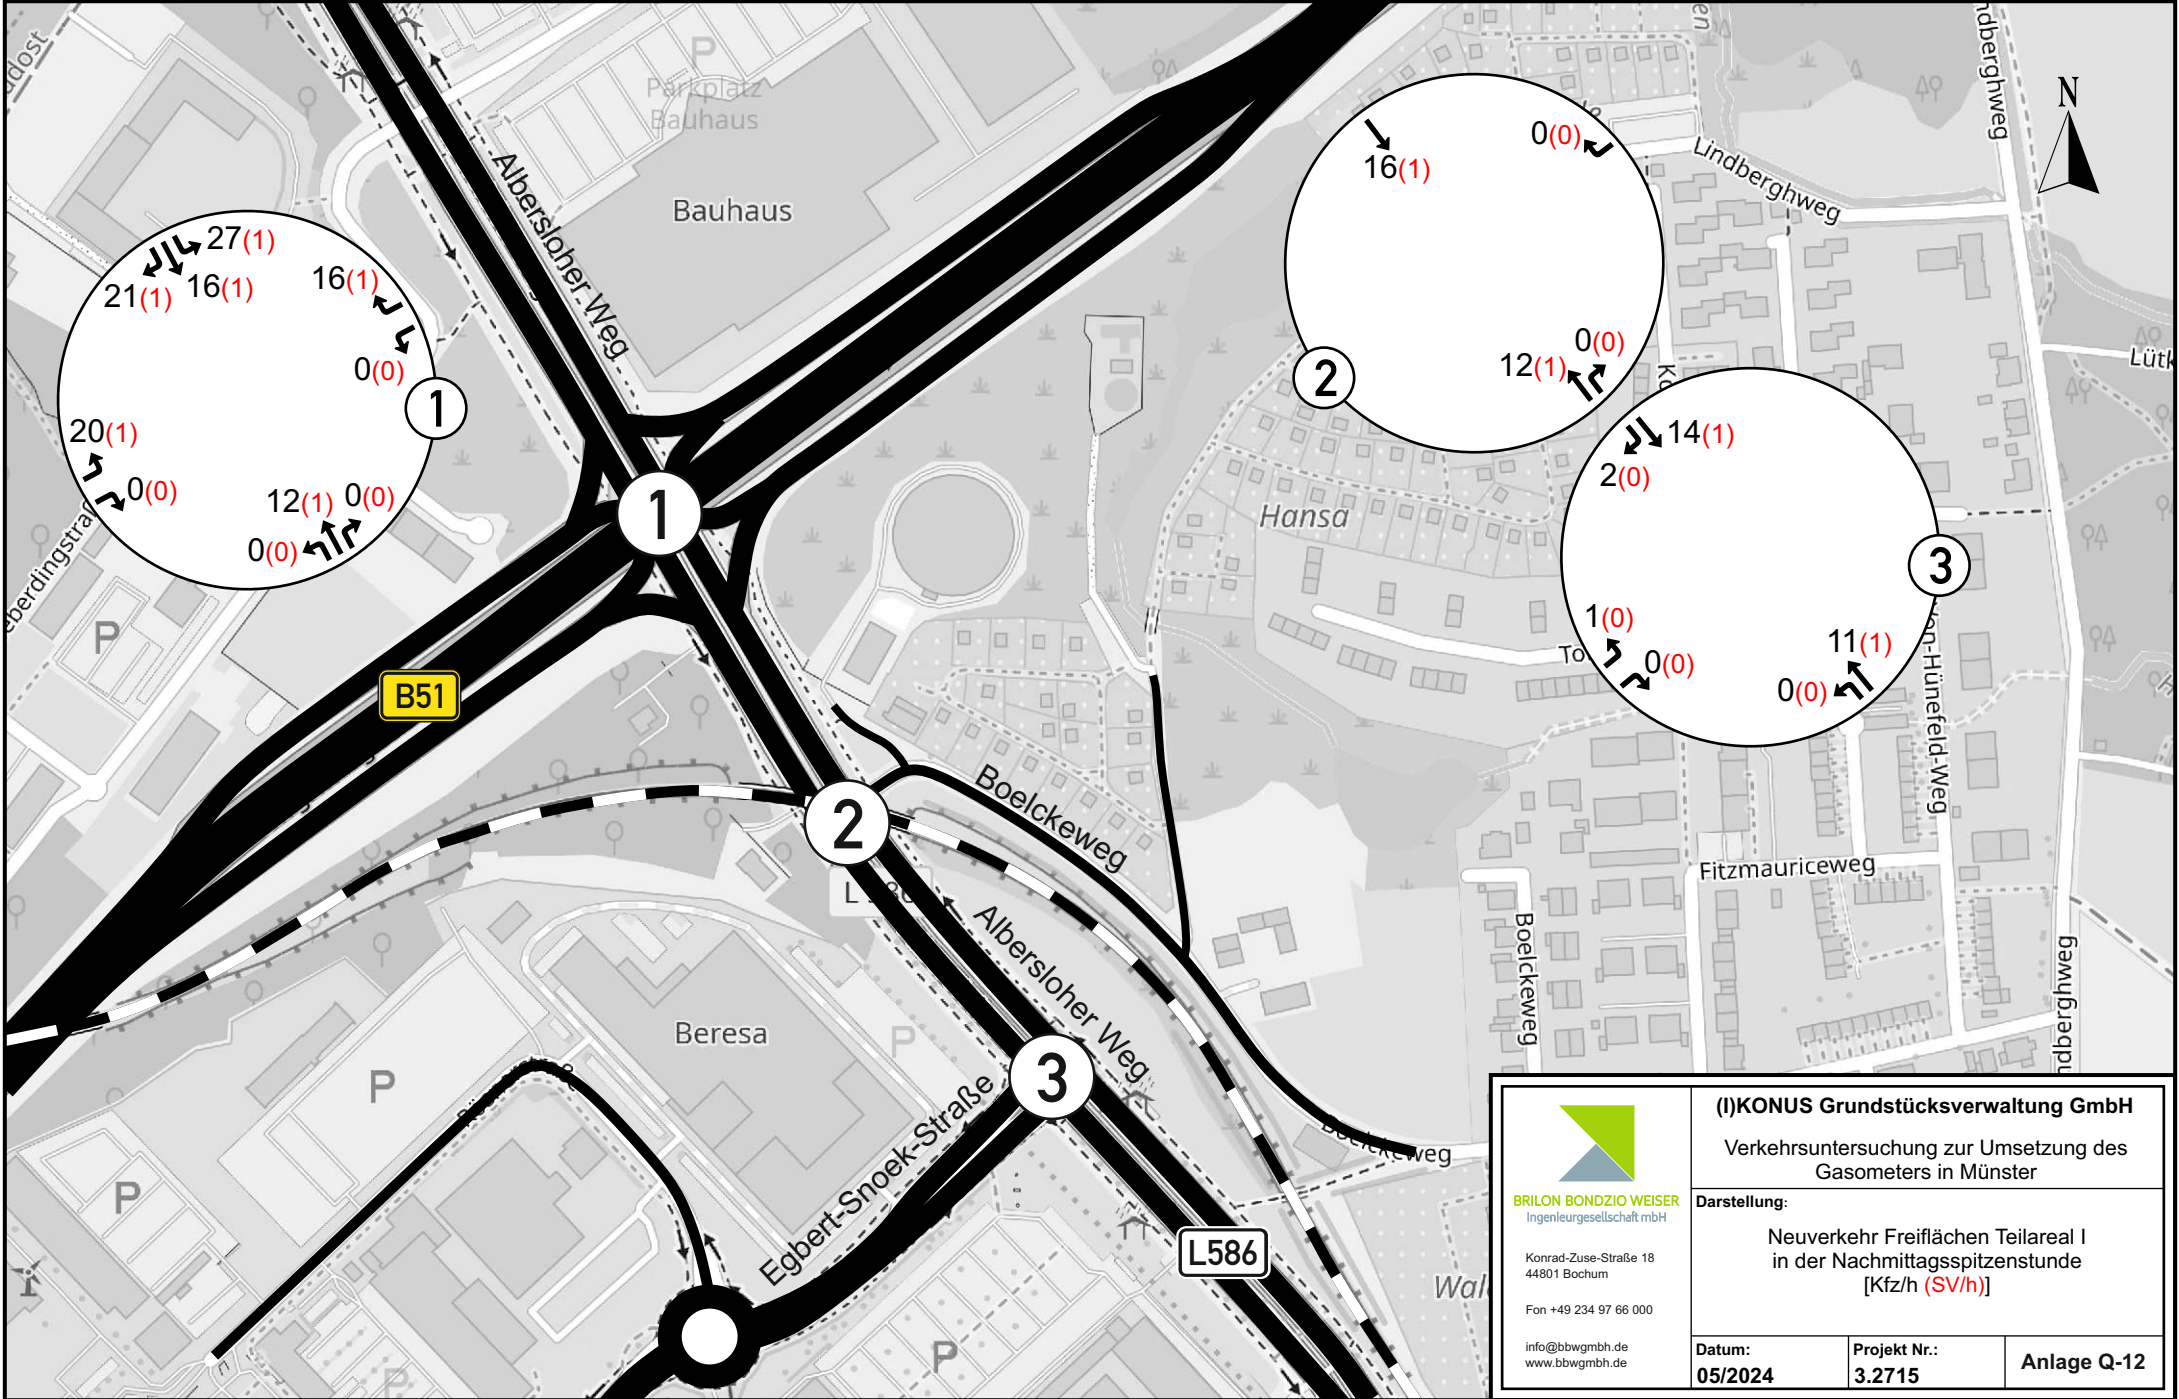 P
Parkplatz
Bauhaus
Bauhaus
Albersloher Weg
N
Lindberghweg
ndberghweg
27(1)
16(1)
21(1)
16(1)
0(0)
1
20(1)
0(0)
12(1)
0(0)
0(0)
16(1)
0(0)
0(0)
12(1)
2
14(1)
2(0)
1(0)
0(0)
11(1)
0(0)
3
Hansa
1
P
B51
2
Boelckeweg
Albersloher Weg
Fitzmauriceweg
Boelckeweg
ndberghweg
Beresa
P
P
P
3
Egbert-Snoek-Straße
L586
P
P
Boelckeweg
BRILON BONDZIO WEISER
Ingenieurgesellschaft mbH
Konrad-Zuse-Straße 18
44801 Bochum
Fon +49 234 97 66 000
info@bbwgmbh.de
www.bbwgmbh.de
(I)KONUS Grundstücksverwaltung GmbH
Verkehrsuntersuchung zur Umsetzung des
Gasometers in Münster
Darstellung:
Neuverkehr Freiflächen Teilareal I
in der Nachmittagsspitzenstunde
[Kfz/h (SV/h)]
Datum:
05/2024
Projekt Nr.:
3.2715
Anlage Q-12